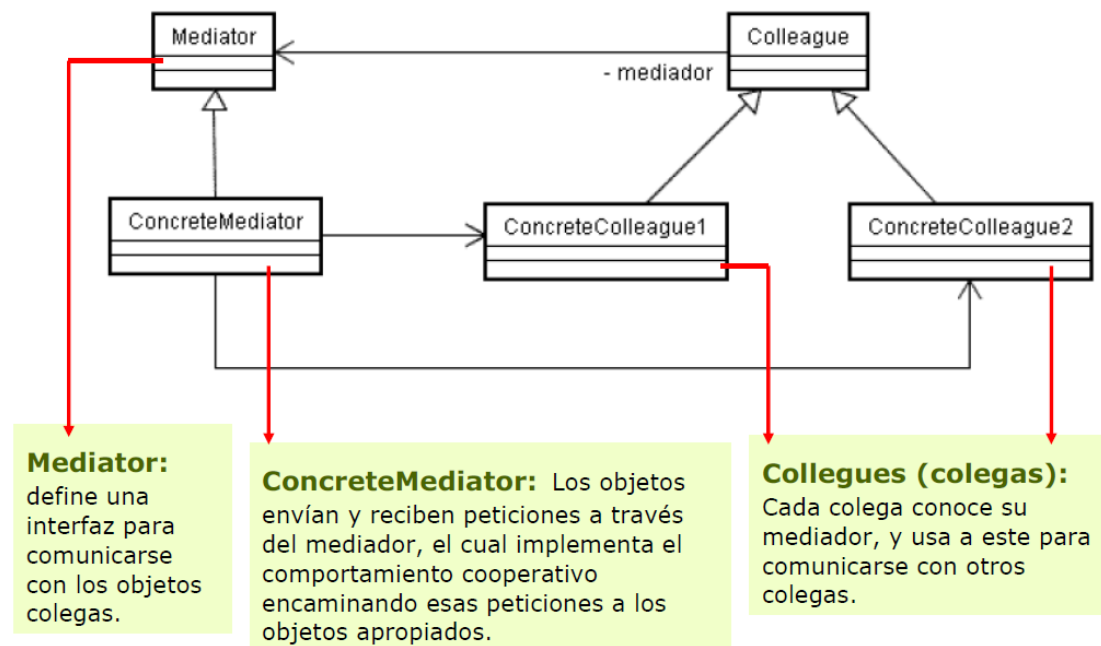 Mediator
Colleague
- mediador
ConcreteMediator
ConcreteColleague1
ConcreteColleague2
Mediator:
define una
interfaz para
comunicarse
con los objetos
colegas.
ConcreteMediator: Los objetos
envían y reciben peticiones a través
del mediador, el cual implementa el
comportamiento cooperativo
encaminando esas peticiones a los
objetos apropiados.
Collegues (colegas):
Cada colega conoce su
mediador, y usa a este para
comunicarse con otros
colegas.